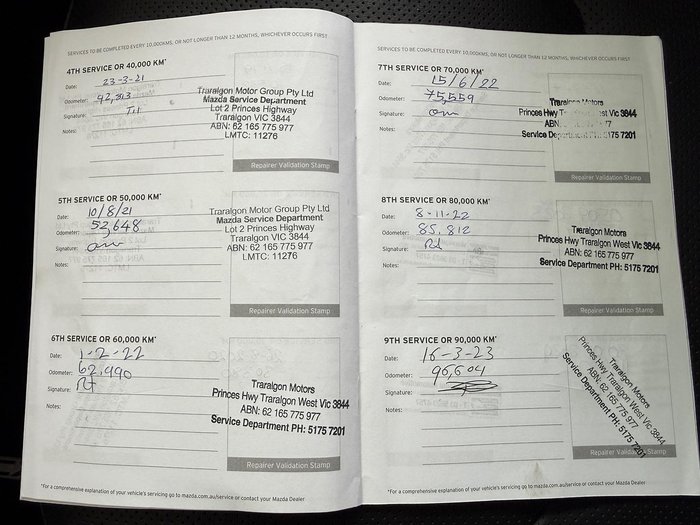 SERVICES TO BE COMPLETED EVERY 10,000KMS, OR NOT LONGER THAN 12 MONTHS, WHICHEVER OCCURS FIRST
4TH SERVICE OR 40,000 KM*
Date: 23-3-21
Odometer: 42,313
Signature:
Notes:
Traralgon Motor Group Pty Ltd
Mazda Service Department
Lot 2 Princes Highway
Traralgon VIC 3844
ABN: 62 165 775 977
LMTC: 11276
Repairer Validation Stamp
5TH SERVICE OR 50,000 KM*
Date: 10/8/21
Odometer: 52,648
Signature:
Notes:
Traralgon Motor Group Pty Ltd
Mazda Service Department
Lot 2 Princes Highway
Traralgon VIC 3844
ABN: 62 165 775 977
LMTC: 11276
Repairer Validation Stamp
6TH SERVICE OR 60,000 KM*
Date: 1-2-22
Odometer: 62,990
Signature:
Notes:
Traralgon Motors
Princes Hwy Traralgon West Vic 3844
ABN: 62 165 775 977
Service Department PH: 5175 7201
Repairer Validation Stamp
*For a comprehensive explanation of your vehicle's servicing go to mazda.com.au/service or contact your Mazda Dealer
SERVICES TO BE COMPLETED EVERY 10,000KMS, OR NOT LONGER THAN 12 MONTHS, WHICHEVER OCCURS FIRST
7TH SERVICE OR 70,000 KM*
Date: 15/6/22
Odometer: 75,559
Signature:
Notes:
Traralgon Motors
Princes Hwy Vic 3844
ABN:
Service 5175 7201
Repairer Validation Stamp
8TH SERVICE OR 80,000 KM*
Date: 8-11-22
Odometer: 85,812
Signature:
Notes:
Traralgon Motors
Princes Hwy Traralgon West Vic 3844
ABN: 62 165 775 977
Service Department PH: 5175 7201
Repairer Validation Stamp
9TH SERVICE OR 90,000 KM*
Date: 16-3-23
Odometer: 96,604
Signature:
Notes:
Traralgon Motors
Princes Hwy Traralgon West Vic 3844
ABN: 62 165 775 977
Service Department PH: 5175 7201
Repairer Validation Stamp
*For a comprehensive explanation of your vehicle's servicing go to mazda.com.au/service or contact your Mazda Dealer